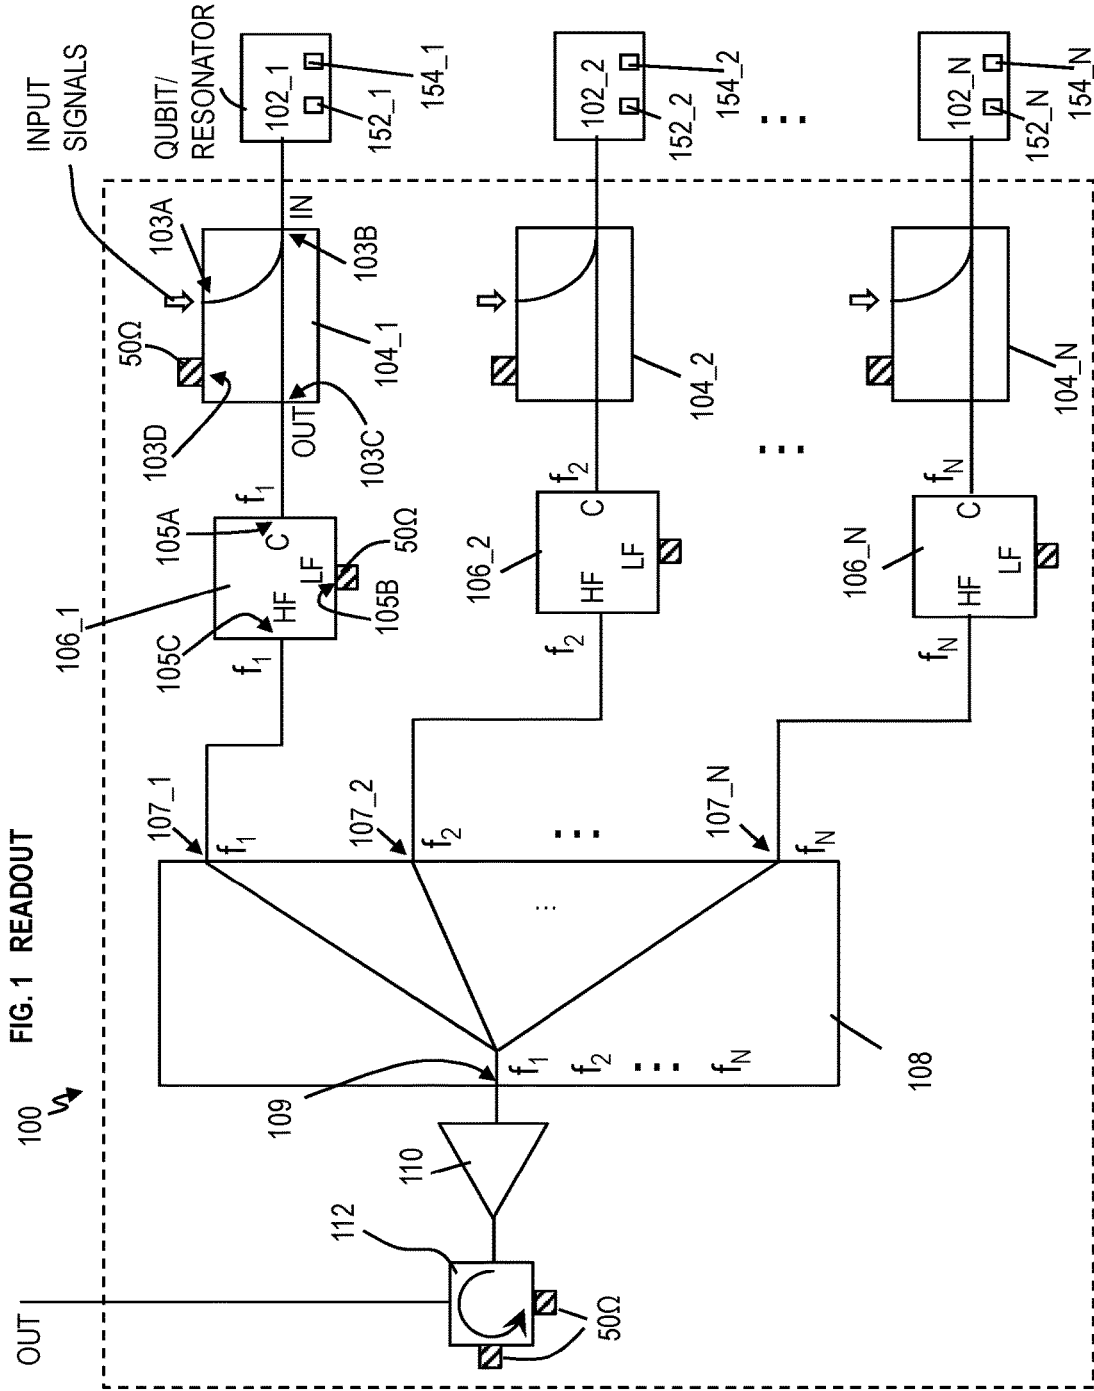 FIG. 1 READOUT
100
OUT
112
50Ω
110
109
108
f1
f2
...
fN
...
107_1
f1
107_2
f2
...
107_N
fN
106_1
f1
105C
HF
105A
C
f1
LF
105B
50Ω
106_2
f2
HF
C
f2
LF
106_N
fN
HF
C
fN
LF
...
INPUT
SIGNALS
50Ω
103D
103A
OUT
103C
IN
103B
104_1
104_2
104_N
QUBIT/
RESONATOR
102_1
152_1
154_1
102_2
152_2
154_2
...
102_N
152_N
154_N